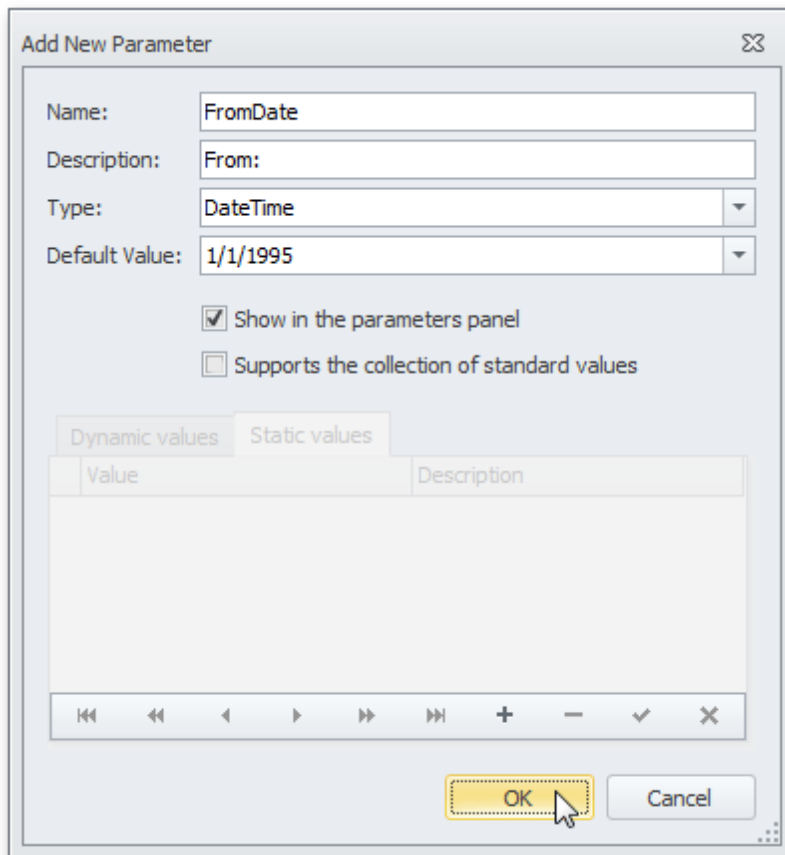 Add New Parameter
Name: FromDate
Description: From:
Type: DateTime
Default Value: 1/1/1995
Show in the parameters panel
Supports the collection of standard values
Dynamic values Static values
Value Description
OK Cancel